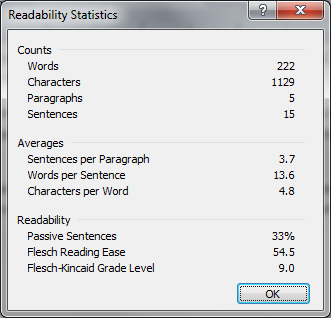 Readability Statistics
Counts
Words 222
Characters 1129
Paragraphs 5
Sentences 15
Averages
Sentences per Paragraph 3.7
Words per Sentence 13.6
Characters per Word 4.8
Readability
Passive Sentences 33%
Flesch Reading Ease 54.5
Flesch-Kincaid Grade Level 9.0
OK